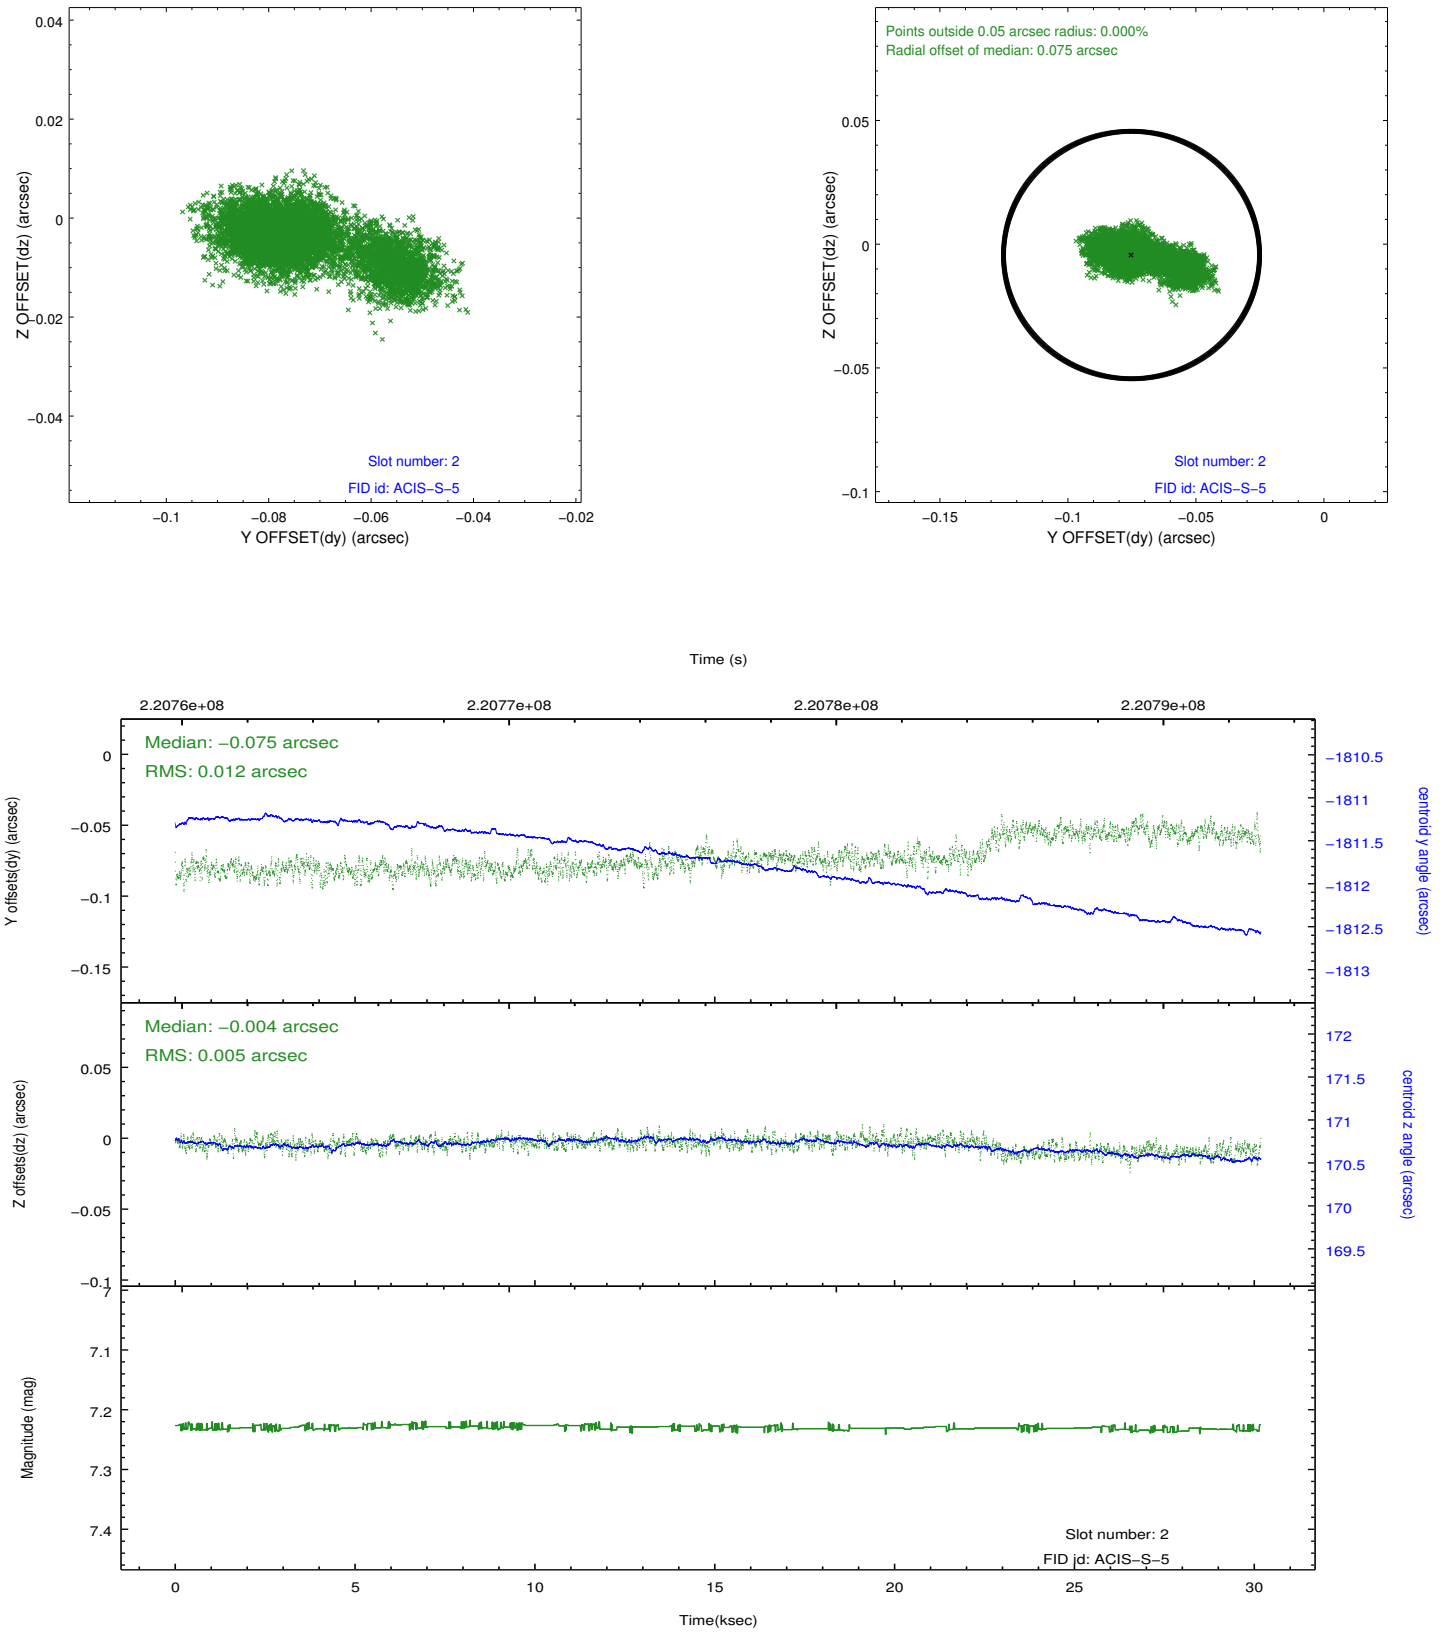 0.04
0.02
0
−0.02
−0.04
Z OFFSET(dz) (arcsec)
Slot number: 2
FID id: ACIS−S−5
−0.1
−0.08
−0.06
−0.04
−0.02
Y OFFSET(dy) (arcsec)
Points outside 0.05 arcsec radius: 0.000%
Radial offset of median: 0.075 arcsec
0.05
0
−0.05
−0.1
Z OFFSET(dz) (arcsec)
Slot number: 2
FID id: ACIS−S−5
−0.15
−0.1
−0.05
0
Y OFFSET(dy) (arcsec)
Time (s)
2.2076e+08
2.2077e+08
2.2078e+08
2.2079e+08
Median: −0.075 arcsec
RMS: 0.012 arcsec
0
−0.05
−0.1
−0.15
Y offsets(dy) (arcsec)
−1810.5
−1811
−1811.5
−1812
−1812.5
−1813
centroid y angle (arcsec)
Median: −0.004 arcsec
RMS: 0.005 arcsec
0.05
0
−0.05
−0.1
Z offsets(dz) (arcsec)
172
171.5
171
170.5
170
169.5
centroid z angle (arcsec)
7
7.1
7.2
7.3
7.4
Magnitude (mag)
Slot number: 2
FID id: ACIS−S−5
0
5
10
15
20
25
30
Time(ksec)